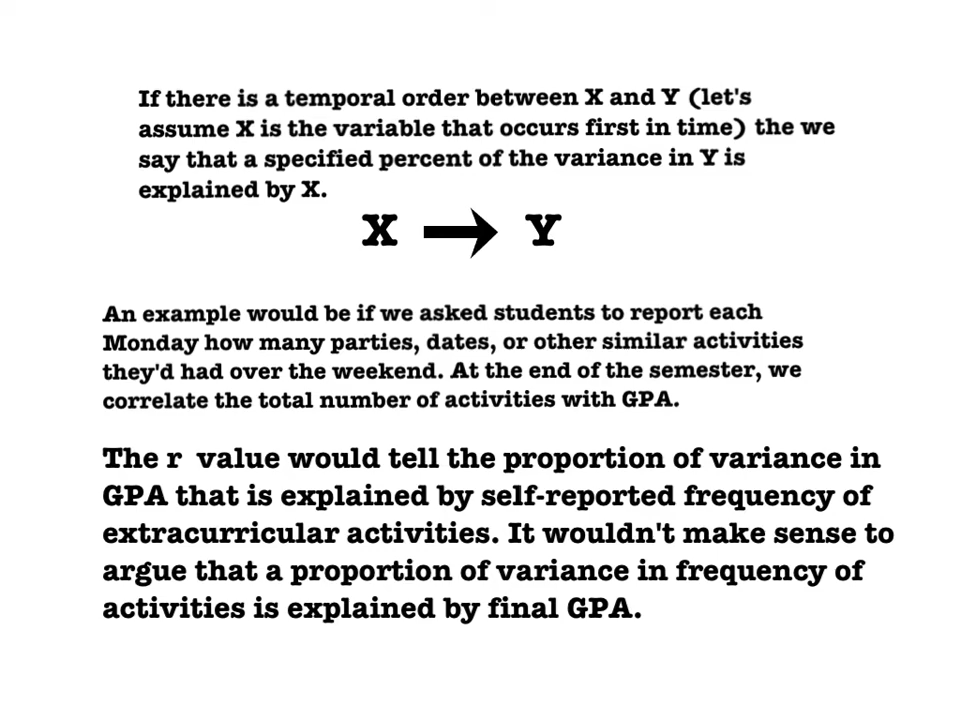 If there is a temporal order between X and Y (let's
assume X is the variable that occurs first in time) the we
say that a specified percent of the variance in Y is
explained by X.
X → Y
An example would be if we asked students to report each
Monday how many parties, dates, or other similar activities
they'd had over the weekend. At the end of the semester, we
correlate the total number of activities with GPA.
The r value would tell the proportion of variance in
GPA that is explained by self-reported frequency of
extracurricular activities. It wouldn't make sense to
argue that a proportion of variance in frequency of
activities is explained by final GPA.